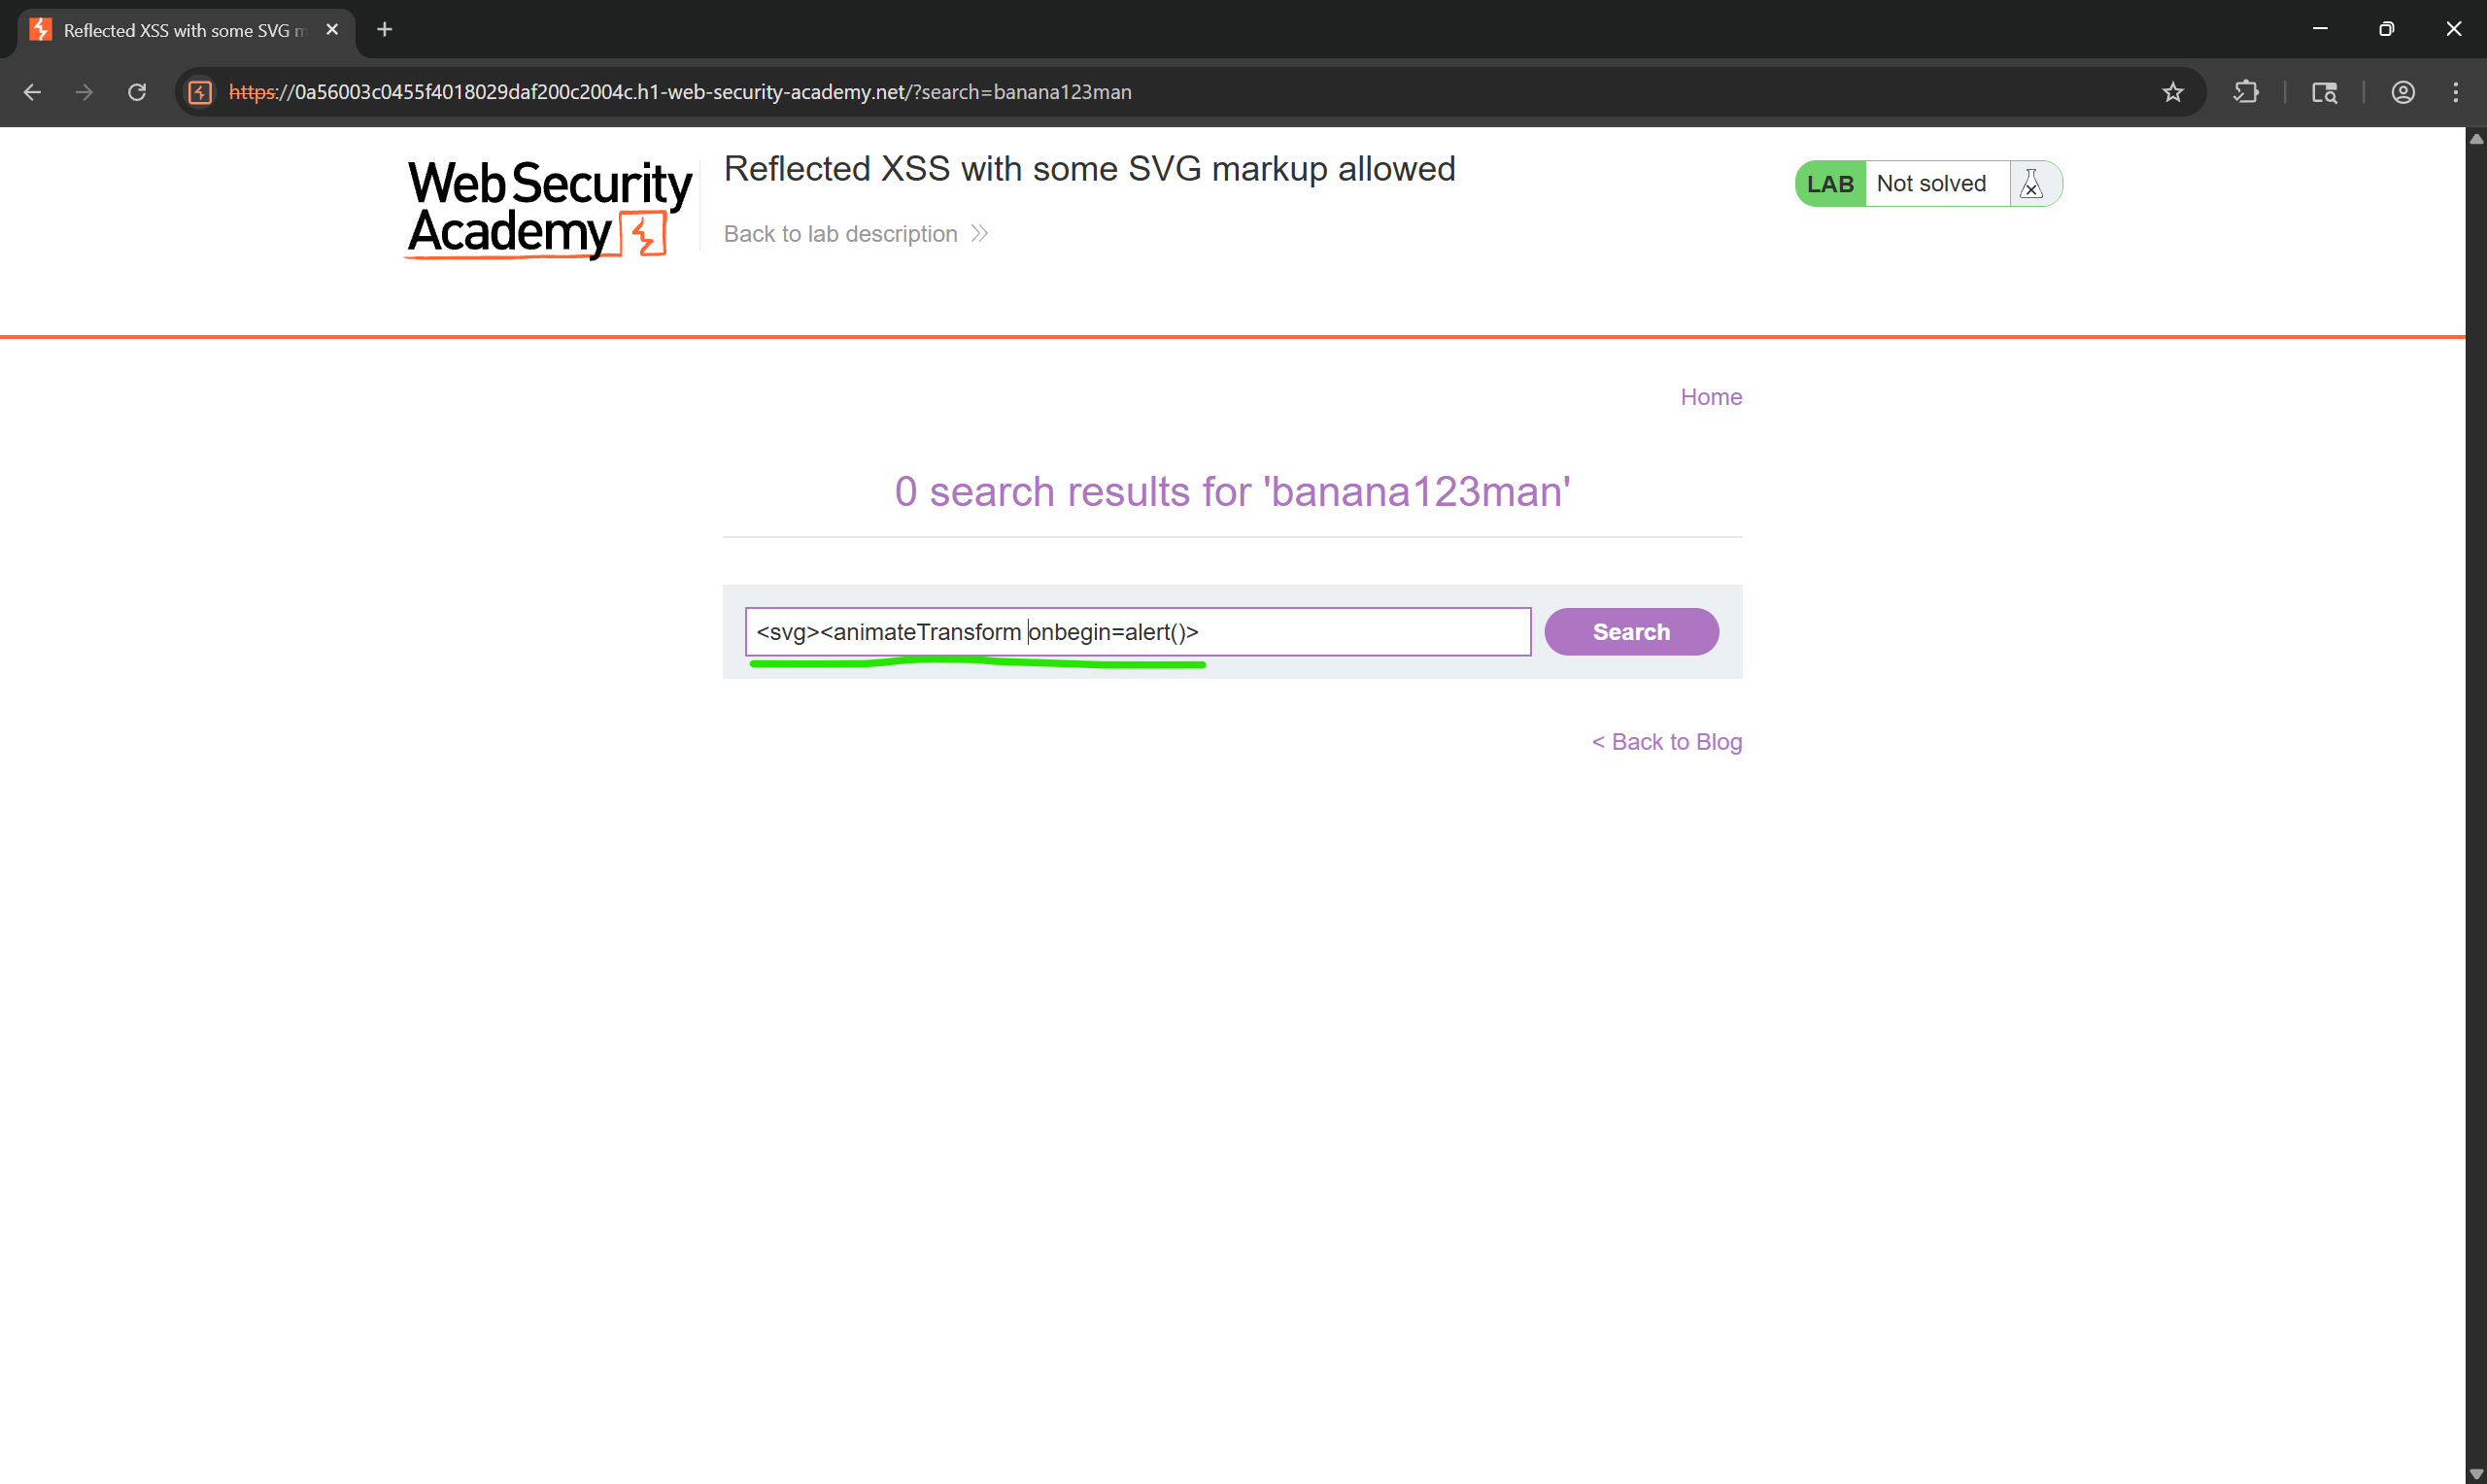 Reflected XSS with some SVG m
https://0a56003c0455f4018029daf200c2004c.h1-web-security-academy.net/?search=banana123man
Web Security
Academy
Reflected XSS with some SVG markup allowed
Back to lab description
LAB Not solved
Home
0 search results for 'banana123man'
<svg><animateTransform onbegin=alert()>
Search
< Back to Blog